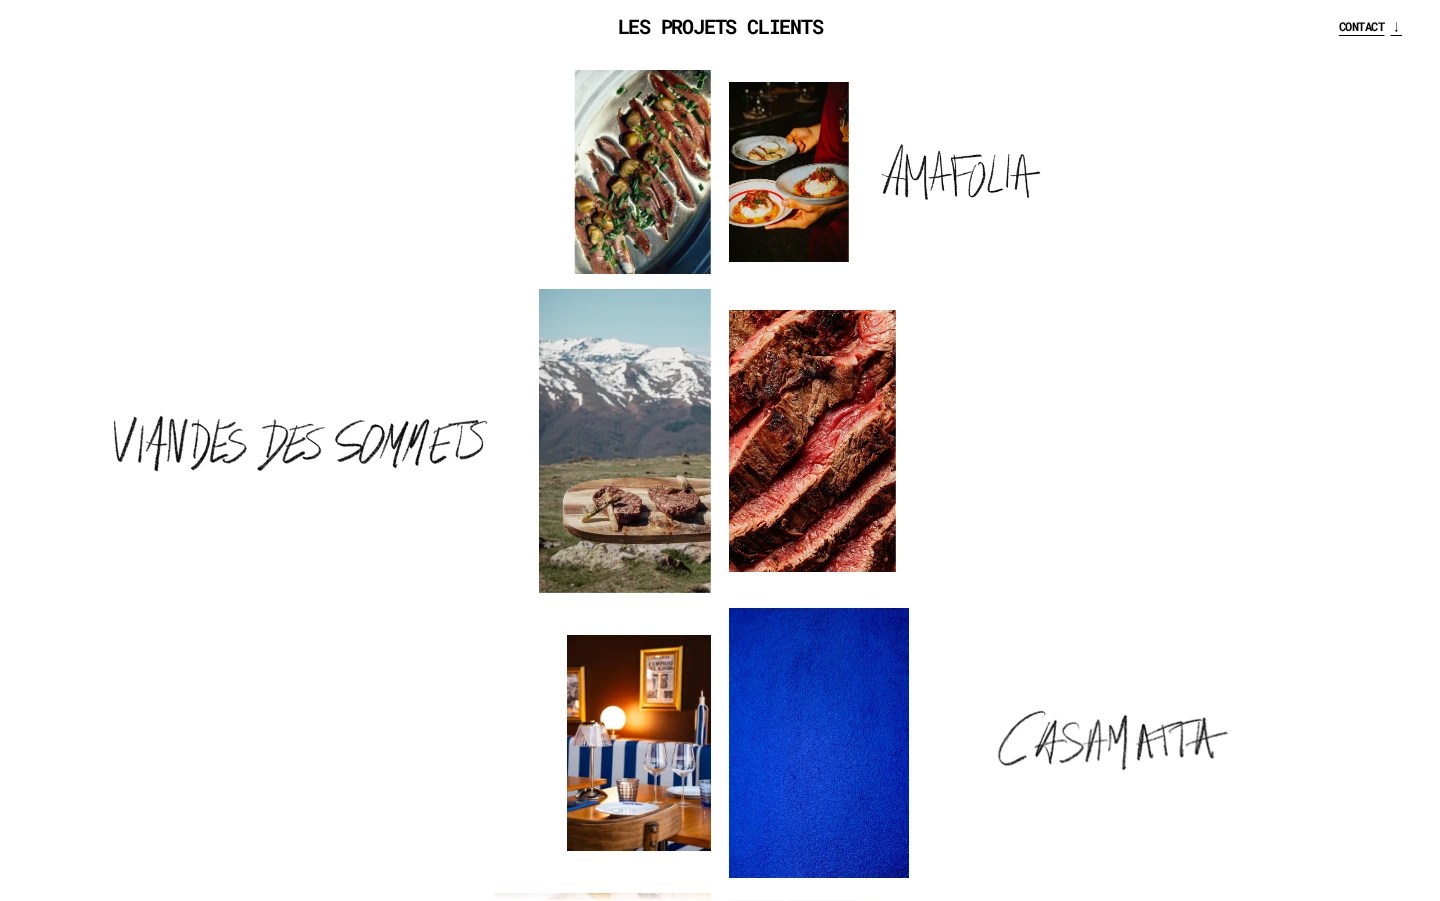 LES PROJETS CLIENTS
CONTACT ↓
AMAFOLIA
VIANDES DES SOMMETS
CASAMATTA